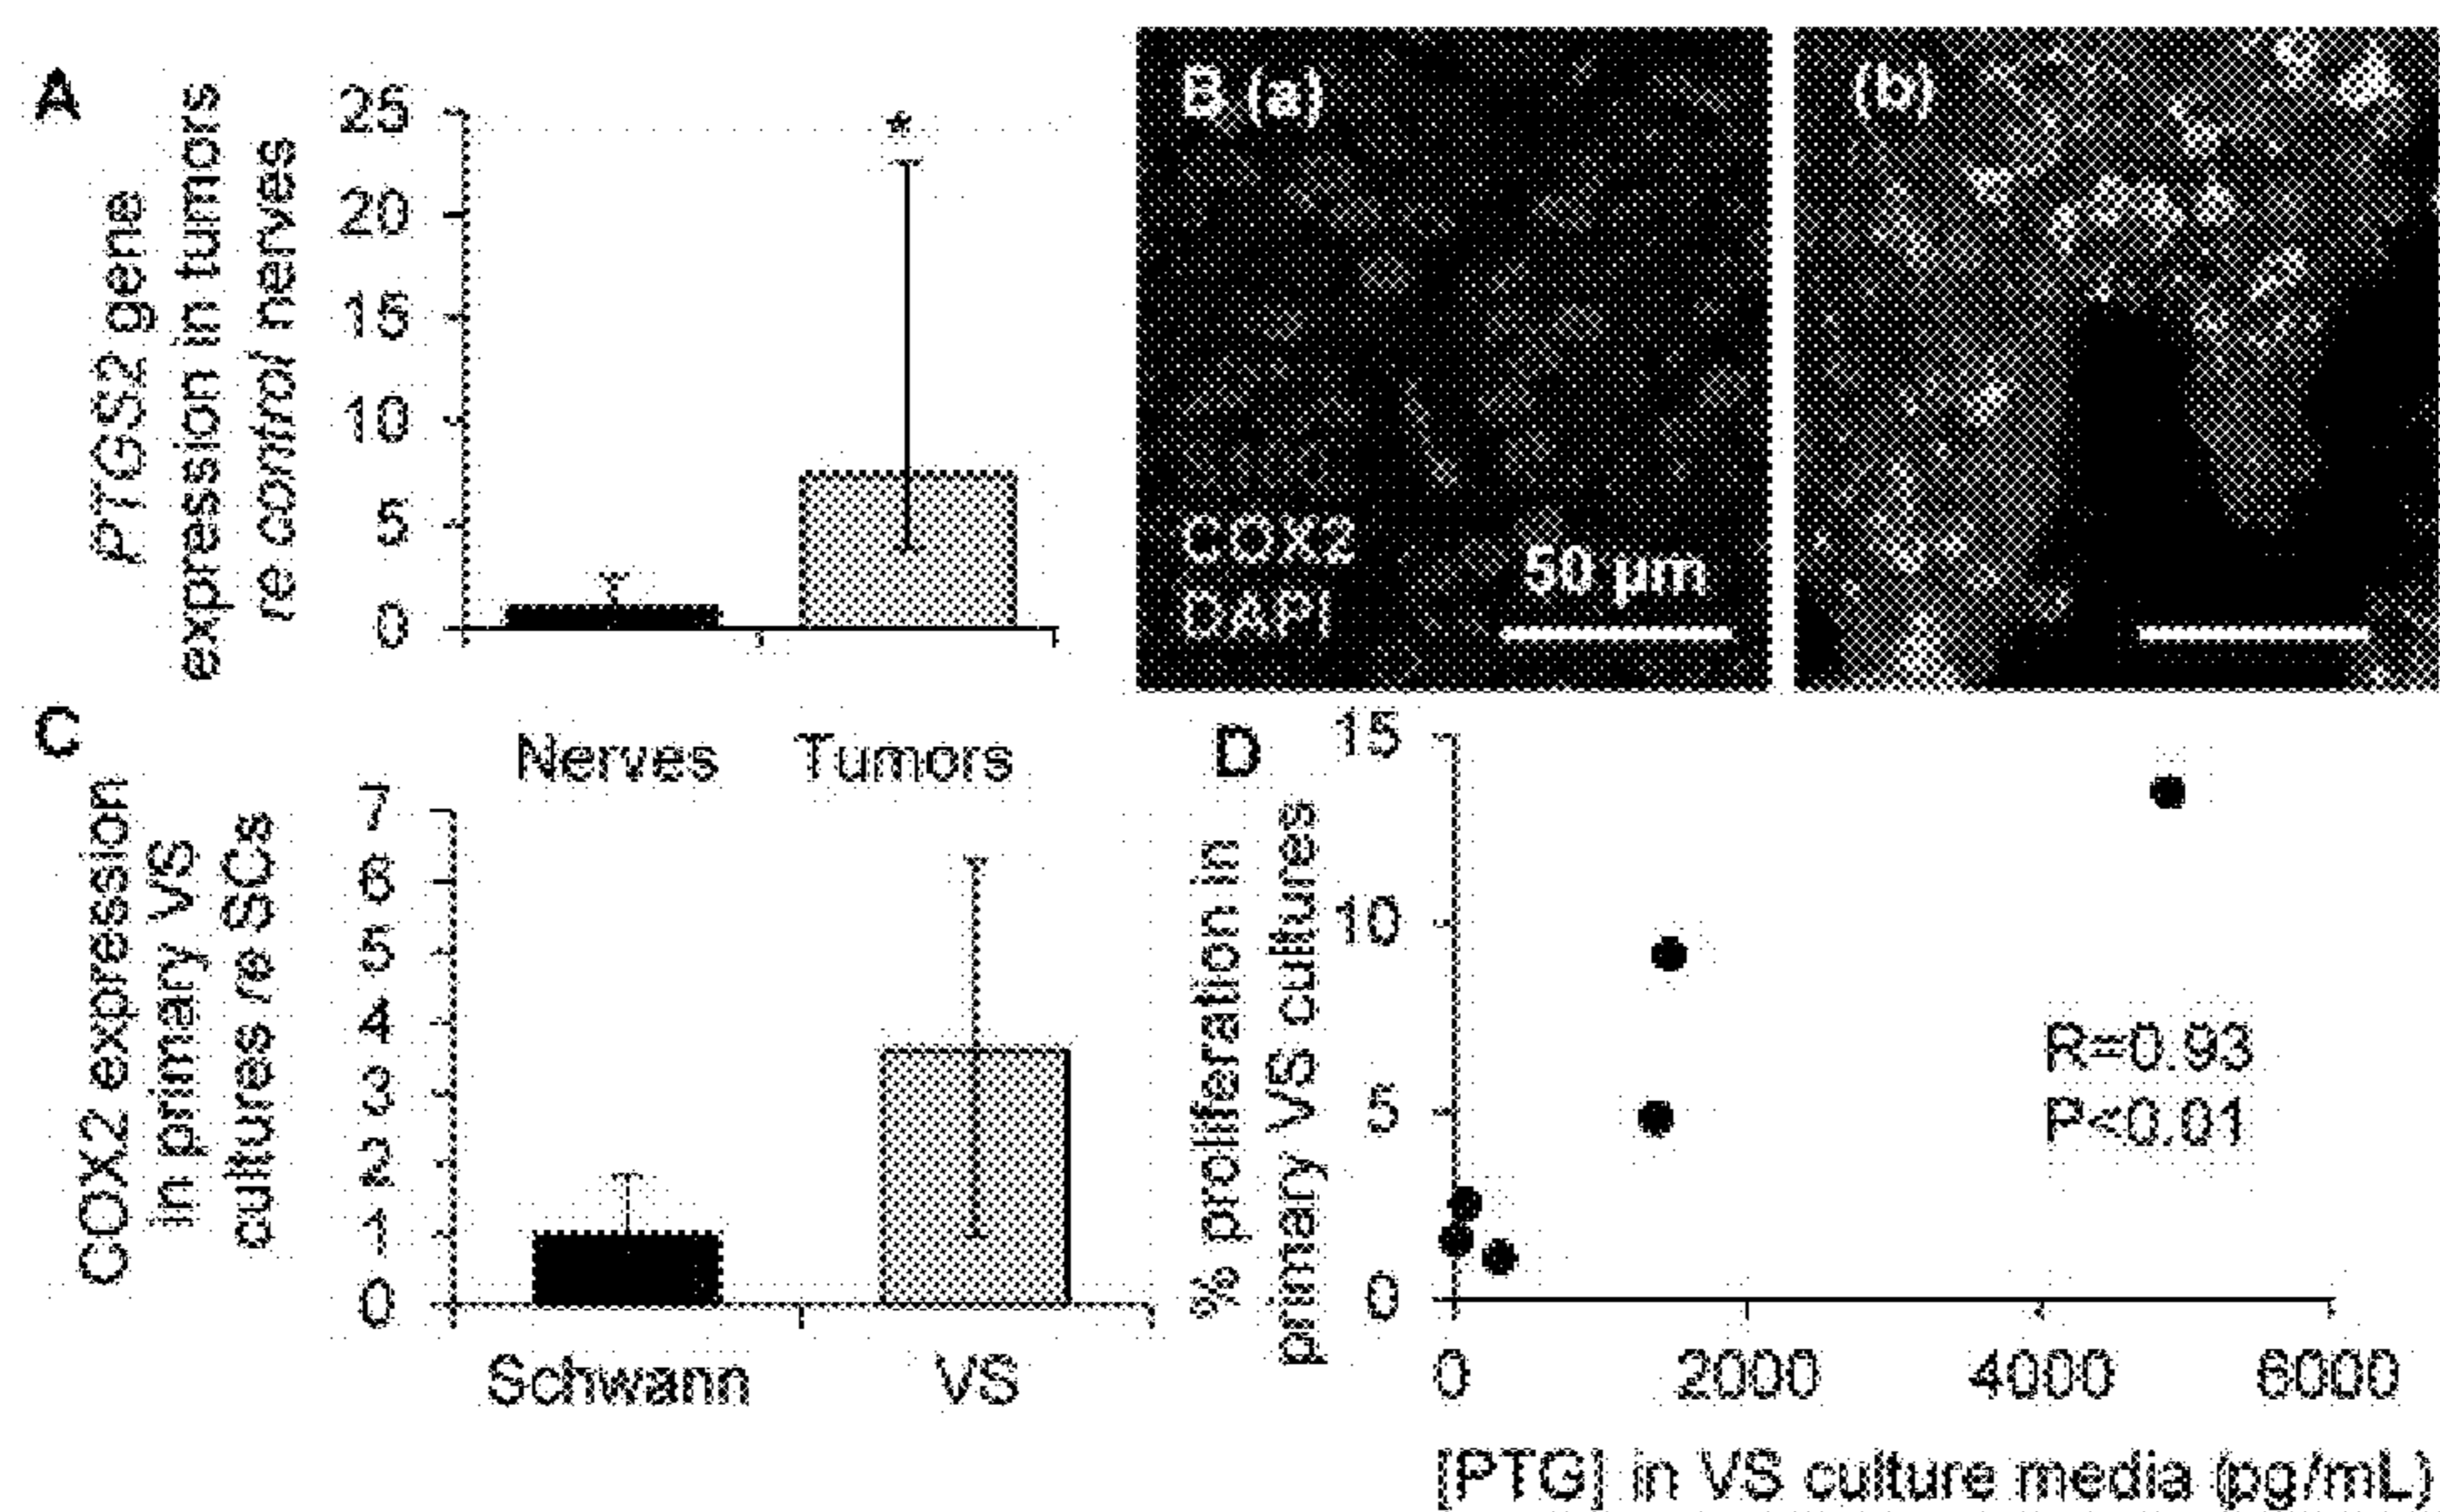 A
PTGS2 gene
expression in tumors
re control nerves
25
20
15
10
5
0
*
Nerves
Tumors
B (a)
COX2
DAPI
50 µm
(b)
C
COX2 expression
in primary VS
cultures re SCs
7
6
5
4
3
2
1
0
Schwann
VS
D
% proliferation in
primary VS cultures
15
10
5
0
R=0.93
P<0.01
0
2000
4000
6000
[PTG] in VS culture media (pg/mL)